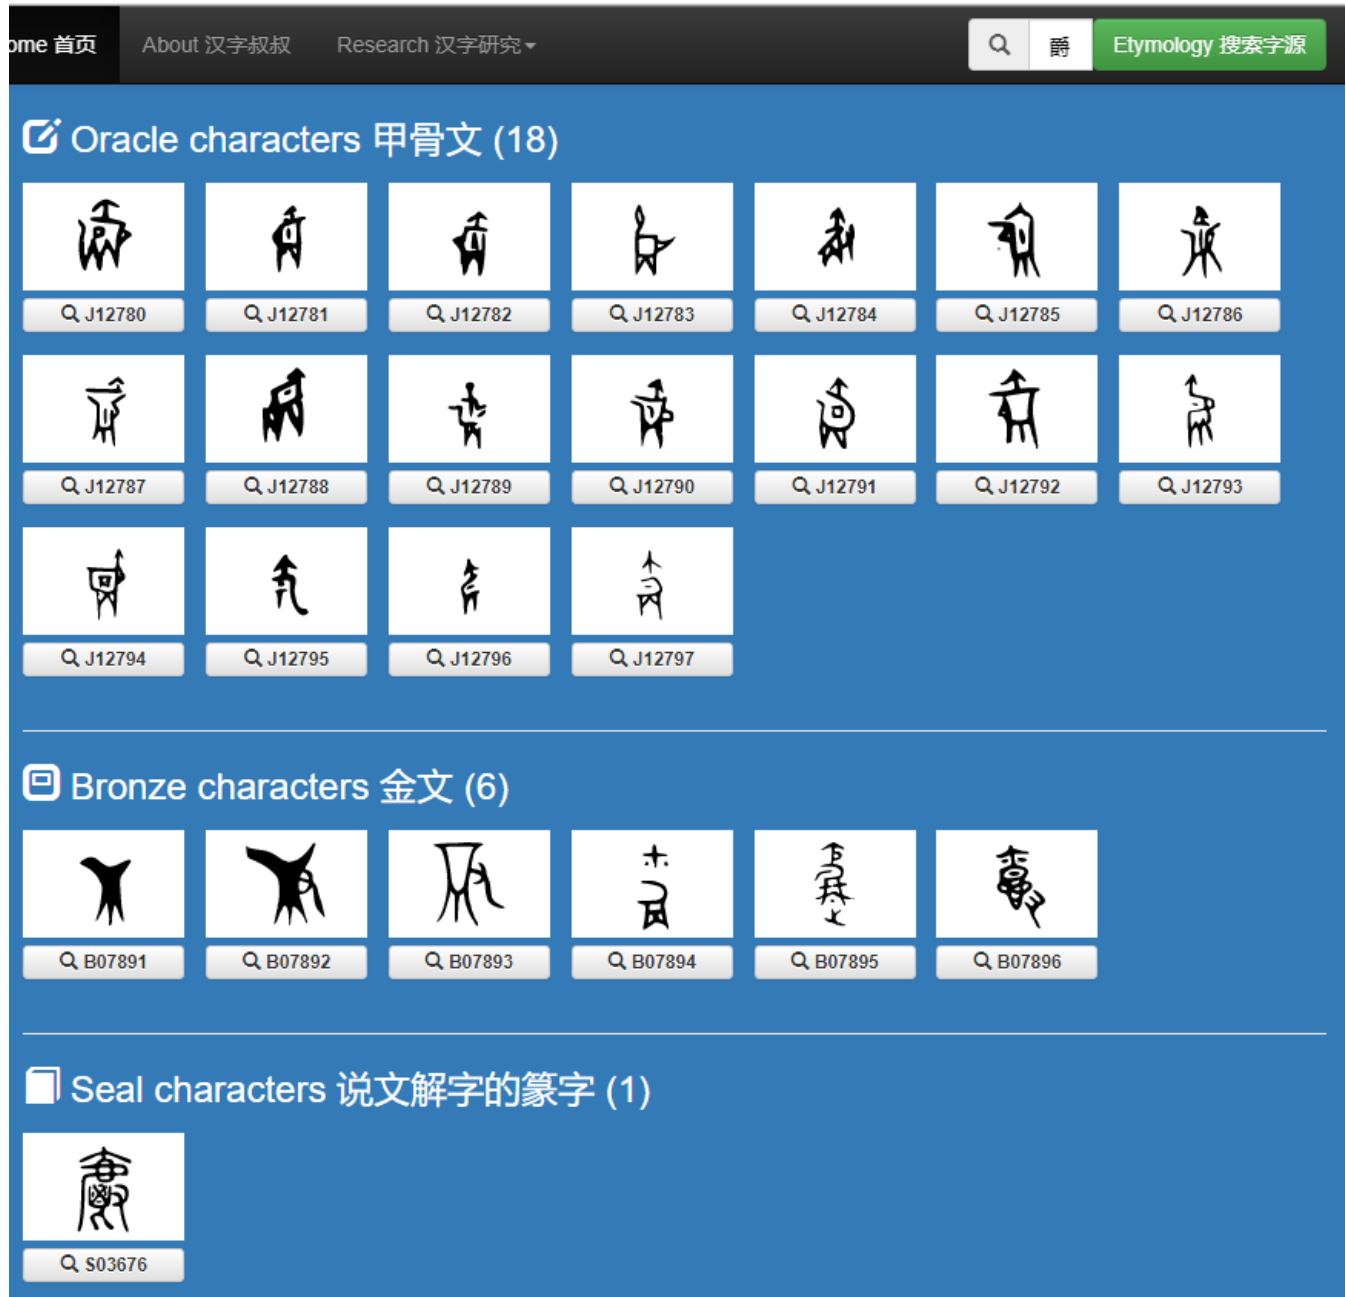 ome 首页 About 汉字叔叔 Research 汉字研究 爵 Etymology 搜索字源
Oracle characters 甲骨文 (18)
J12780 J12781 J12782 J12783 J12784 J12785 J12786
J12787 J12788 J12789 J12790 J12791 J12792 J12793
J12794 J12795 J12796 J12797
Bronze characters 金文 (6)
B07891 B07892 B07893 B07894 B07895 B07896
Seal characters 说文解字的篆字 (1)
S03676